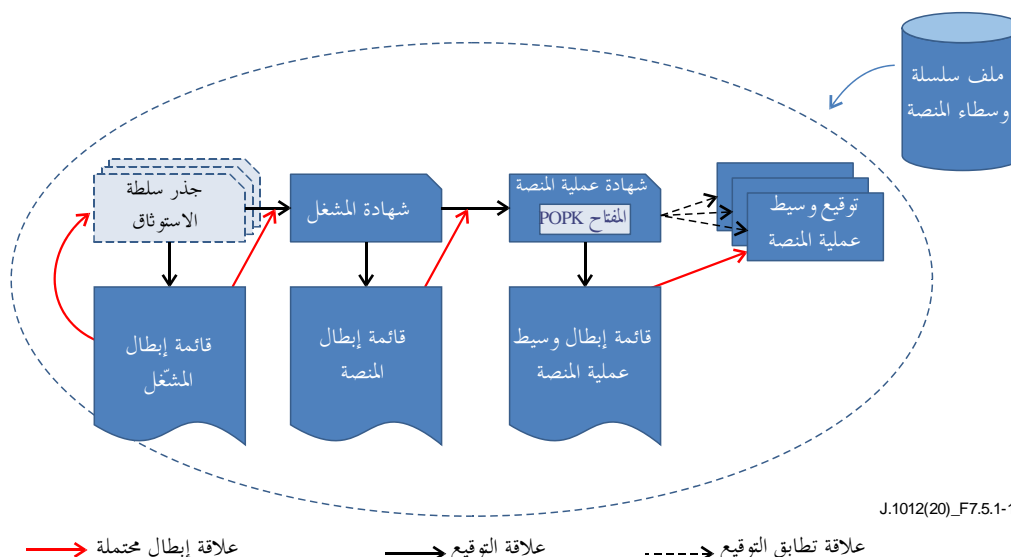 ملف سلسلة
وسطاء المنصة
جذر سلطة
الاستوثاق
شهادة المشغل
شهادة عملية المنصة
المفتاح POPK
توقيع وسيط
عملية المنصة
قائمة إبطال
المشّغل
قائمة إبطال
المنصة
قائمة إبطال وسيط
عملية المنصة
J.1012(20)_F7.5.1-1
علاقة إبطال محتملة
علاقة التوقيع
علاقة تطابق التوقيع